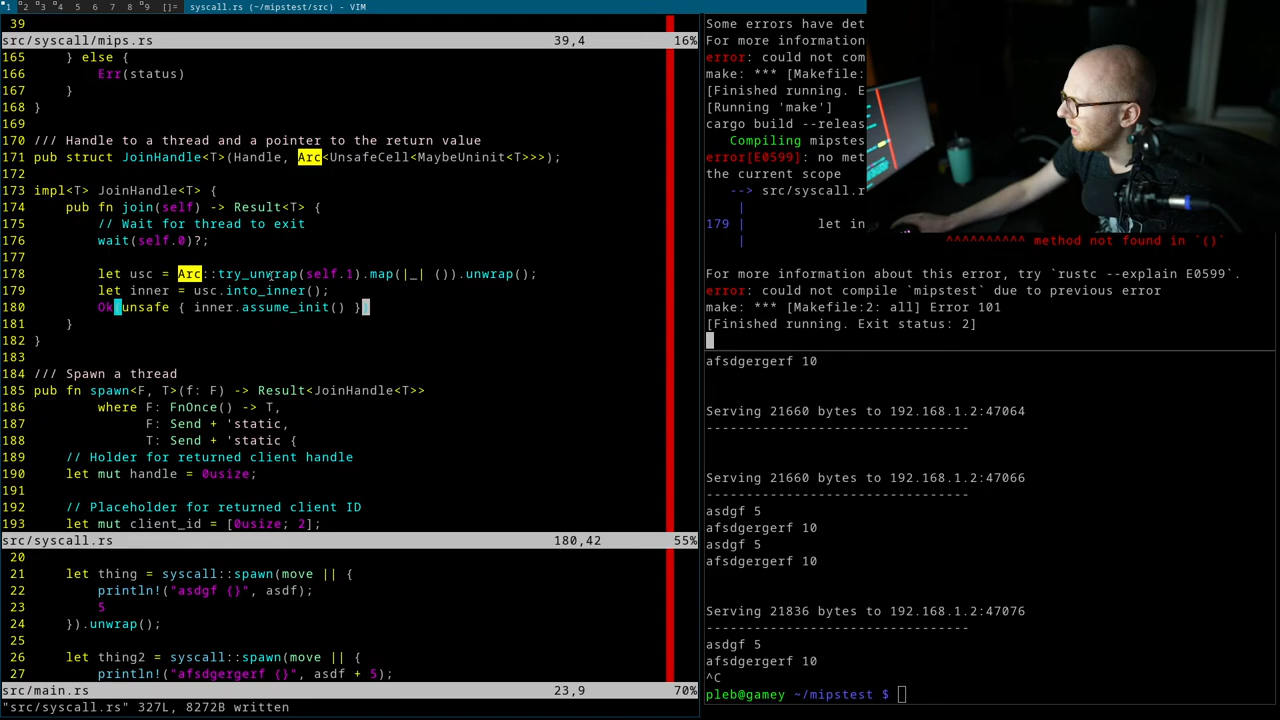 1 2 3 4 5 6 7 8 9 []= syscall.rs (~/mipstest/src) - VIM
39
src/syscall/mips.rs 39,4 16%
165 } else {
166 Err(status)
167 }
168 }
169
170 /// Handle to a thread and a pointer to the return value
171 pub struct JoinHandle<T>(Handle, Arc<UnsafeCell<MaybeUninit<T>>>);
172
173 impl<T> JoinHandle<T> {
174 pub fn join(self) -> Result<T> {
175 // Wait for thread to exit
176 wait(self.0)?;
177
178 let usc = Arc::try_unwrap(self.1).map(|_| ()).unwrap();
179 let inner = usc.into_inner();
180 Ok(unsafe { inner.assume_init() })
181 }
182 }
183
184 /// Spawn a thread
185 pub fn spawn<F, T>(f: F) -> Result<JoinHandle<T>>
186 where F: FnOnce() -> T,
187 F: Send + 'static,
188 T: Send + 'static {
189 // Holder for returned client handle
190 let mut handle = 0usize;
191
192 // Placeholder for returned client ID
193 let mut client_id = [0usize; 2];
src/syscall.rs 180,42 55%
20
21 let thing = syscall::spawn(move || {
22 println!("asdgf {}", asdf);
23 5
24 }).unwrap();
25
26 let thing2 = syscall::spawn(move || {
27 println!("afsdgergerf {}", asdf + 5);
src/main.rs 23,9 70%
"src/syscall.rs" 327L, 8272B written
Some errors have det
For more information
error: could not com
make: *** [Makefile:
[Finished running. E
[Running 'make']
cargo build --releas
Compiling mipstes
error[E0599]: no met
the current scope
--> src/syscall.r
|
179 | let in
| ^^^^^^^^^^ method not found in `()`
For more information about this error, try `rustc --explain E0599`.
error: could not compile `mipstest` due to previous error
make: *** [Makefile:2: all] Error 101
[Finished running. Exit status: 2]
afsdgergerf 10
Serving 21660 bytes to 192.168.1.2:47064
---------------------------------
Serving 21660 bytes to 192.168.1.2:47066
---------------------------------
asdgf 5
afsdgergerf 10
asdgf 5
afsdgergerf 10
Serving 21836 bytes to 192.168.1.2:47076
---------------------------------
asdgf 5
afsdgergerf 10
^C
pleb@gamey ~/mipstest $